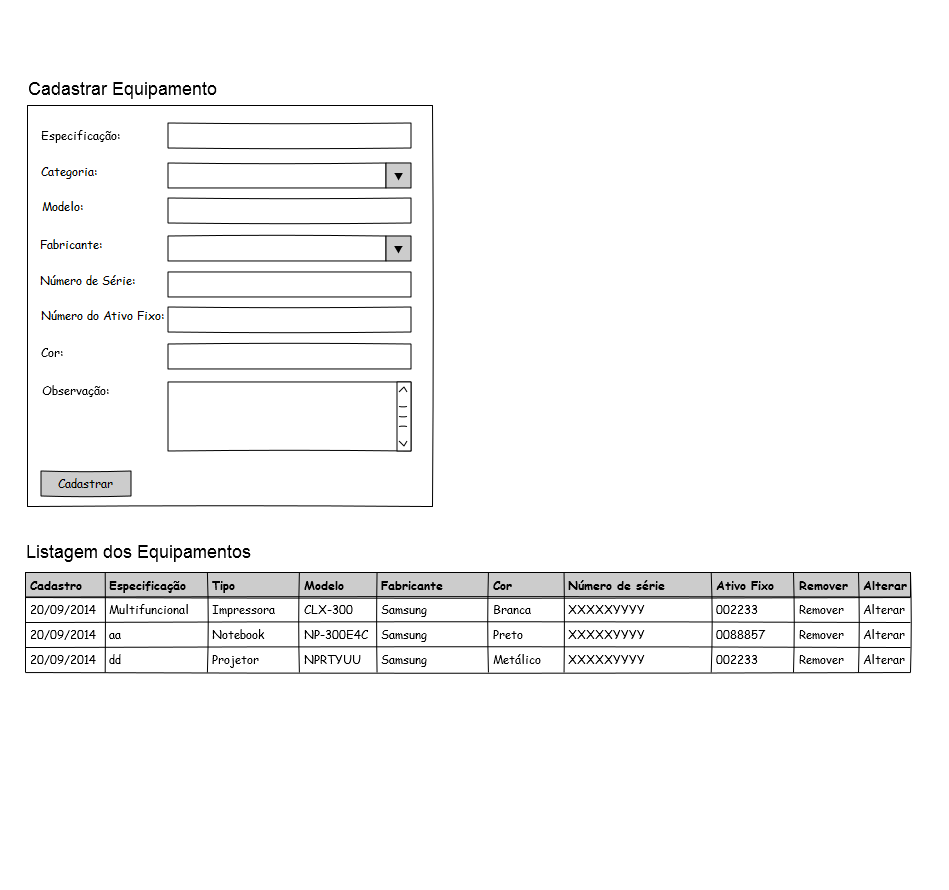 Cadastrar Equipamento
Especificação:
Categoria:
Modelo:
Fabricante:
Número de Série:
Número do Ativo Fixo:
Cor:
Observação:
Cadastrar
Listagem dos Equipamentos
Cadastro Especificação Tipo Modelo Fabricante Cor Número de série Ativo Fixo Remover Alterar
20/09/2014 Multifuncional Impressora CLX-300 Samsung Branca XXXXXYYYY 002233 Remover Alterar
20/09/2014 aa Notebook NP-300E4C Samsung Preto XXXXXYYYY 0088857 Remover Alterar
20/09/2014 dd Projetor NPRTYUU Samsung Metálico XXXXXYYYY 002233 Remover Alterar